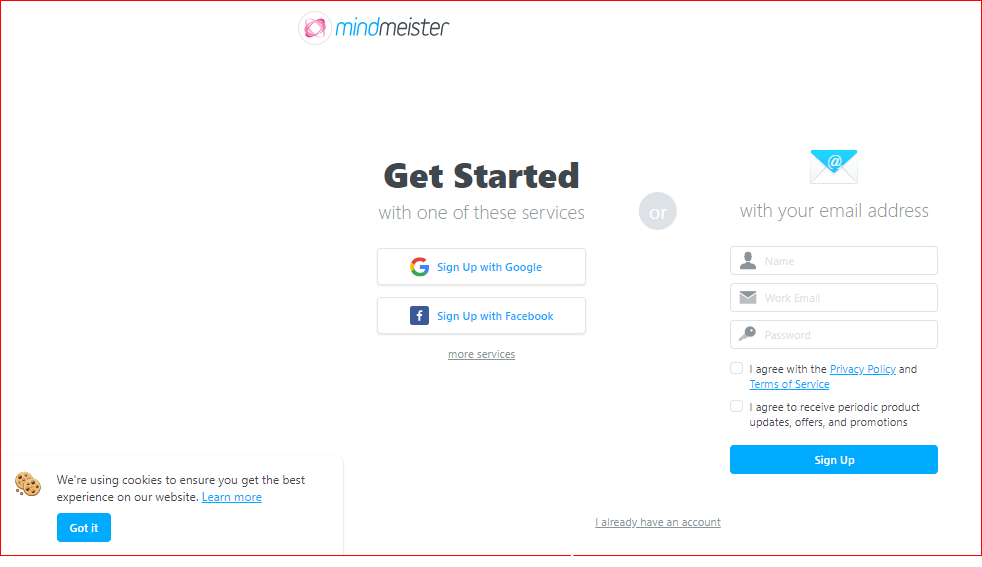 mindmeister
Get Started
with one of these services
Sign Up with Google
Sign Up with Facebook
more services
or
@
with your email address
Name
Work Email
Password
I agree with the Privacy Policy and
Terms of Service
I agree to receive periodic product
updates, offers, and promotions
Sign Up
I already have an account
We're using cookies to ensure you get the best
experience on our website. Learn more
Got it